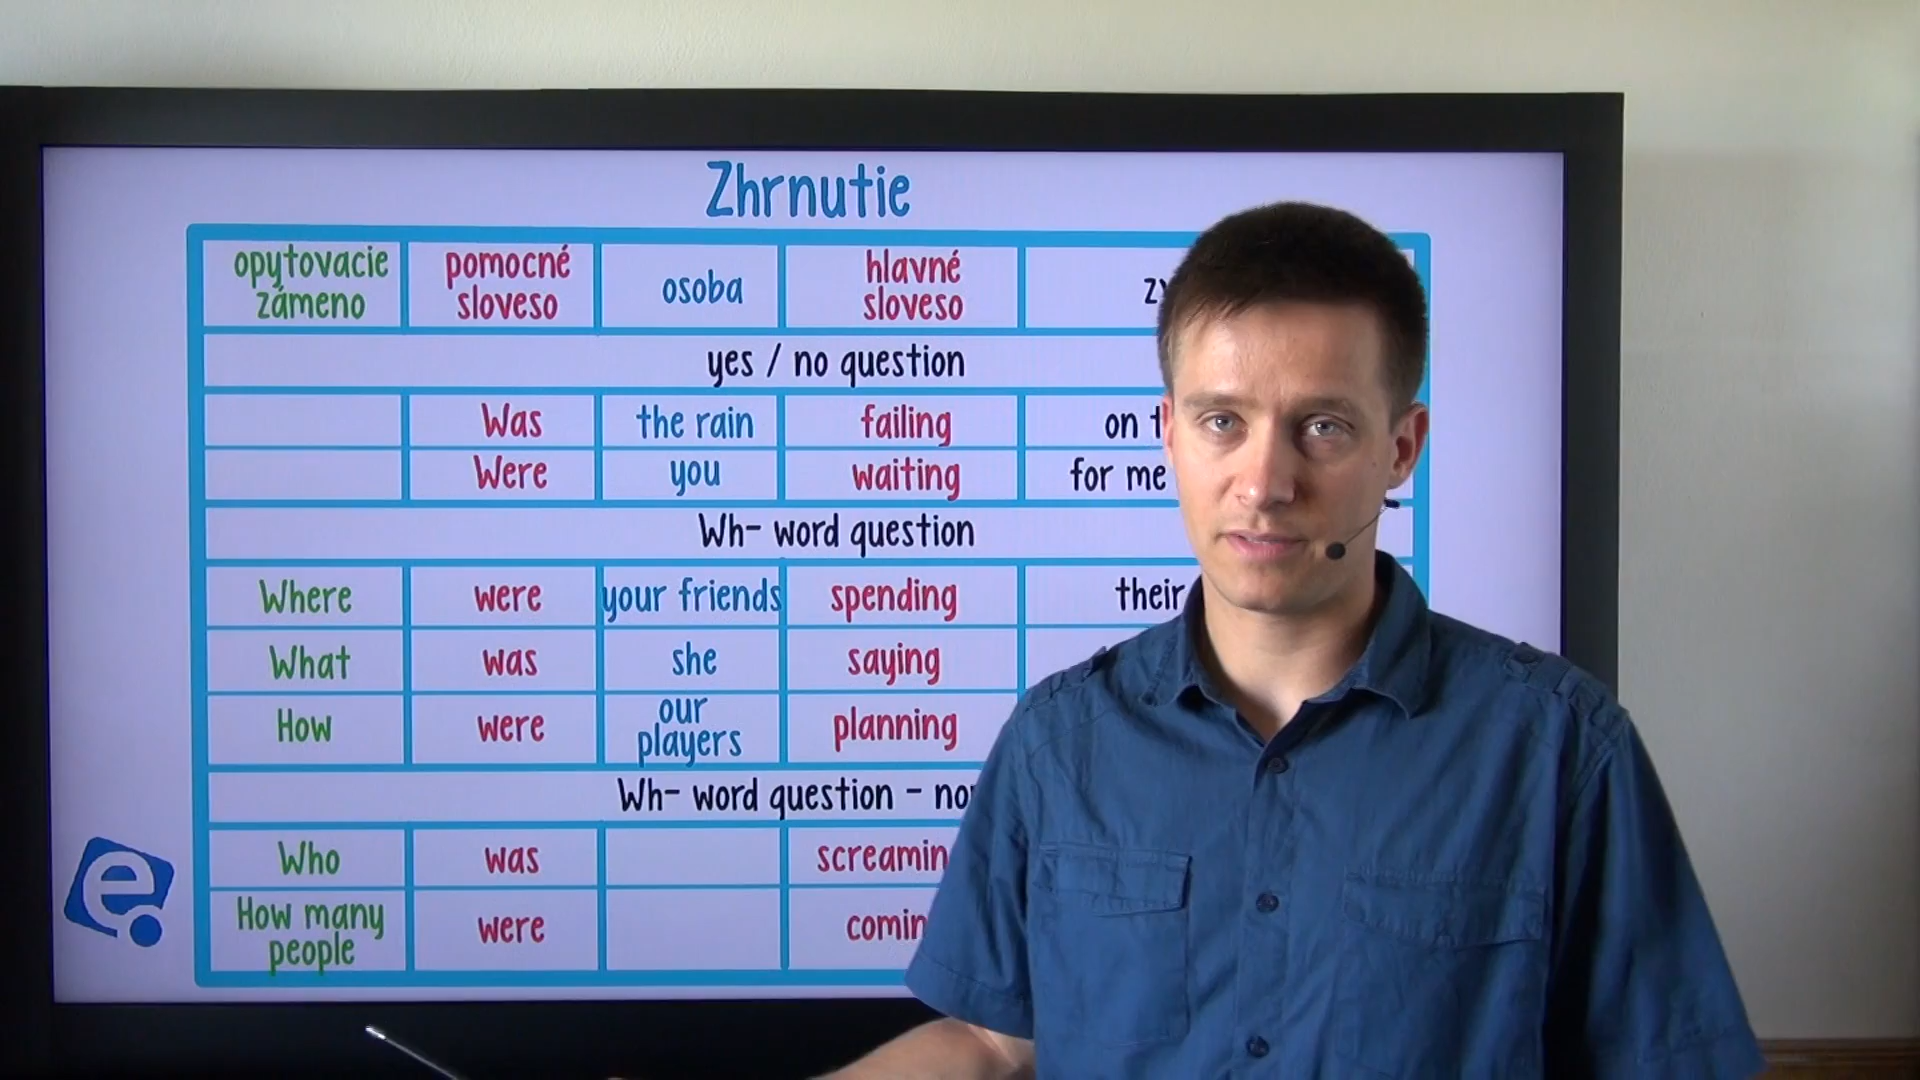 Zhrnutie
opytovacie pomocné osoba hlavné
zámeno sloveso sloveso
yes / no question
Was the rain failing on
Were you waiting for me
Wh- word question
Where were your friends spending their
What was she saying
How were our players planning
Wh- word question -
Who was
How many people were
e